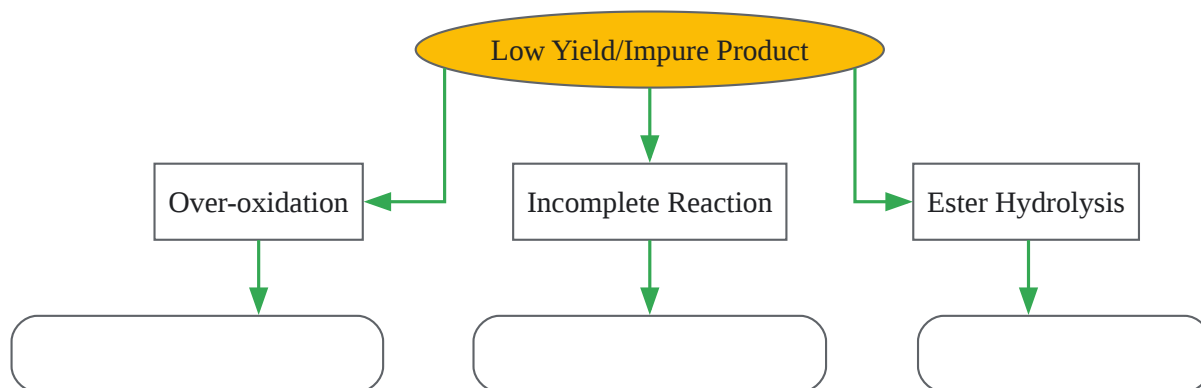 Low Yield/Impure Product
Over-oxidation
Incomplete Reaction
Ester Hydrolysis